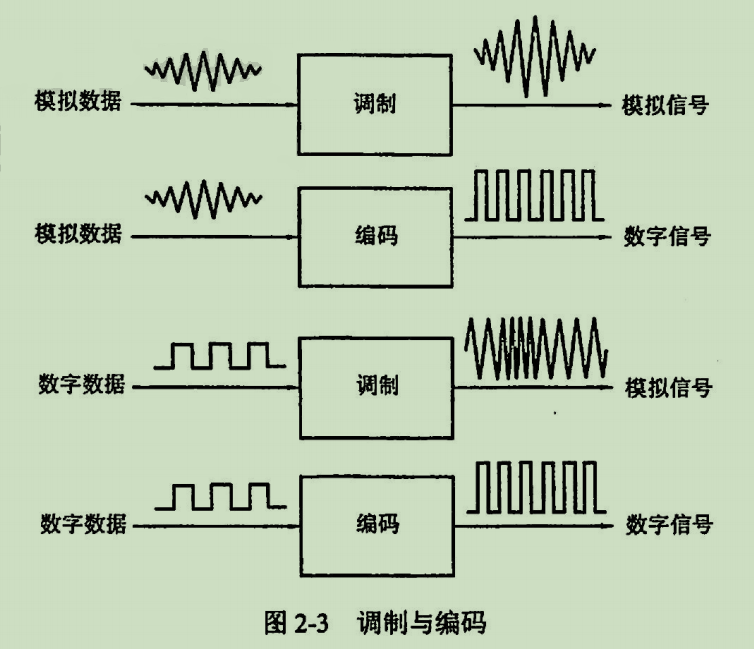 模拟数据 调制 模拟信号
模拟数据 编码 数字信号
数字数据 调制 模拟信号
数字数据 编码 数字信号
图 2-3 调制与编码